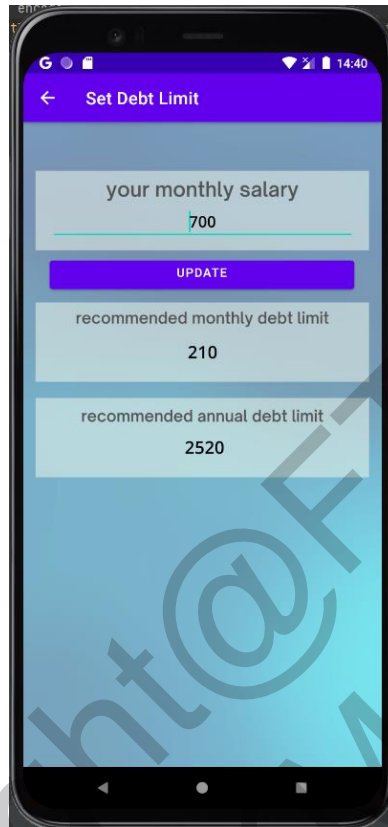 14:40
Set Debt Limit
your monthly salary
700
UPDATE
recommended monthly debt limit
210
recommended annual debt limit
2520